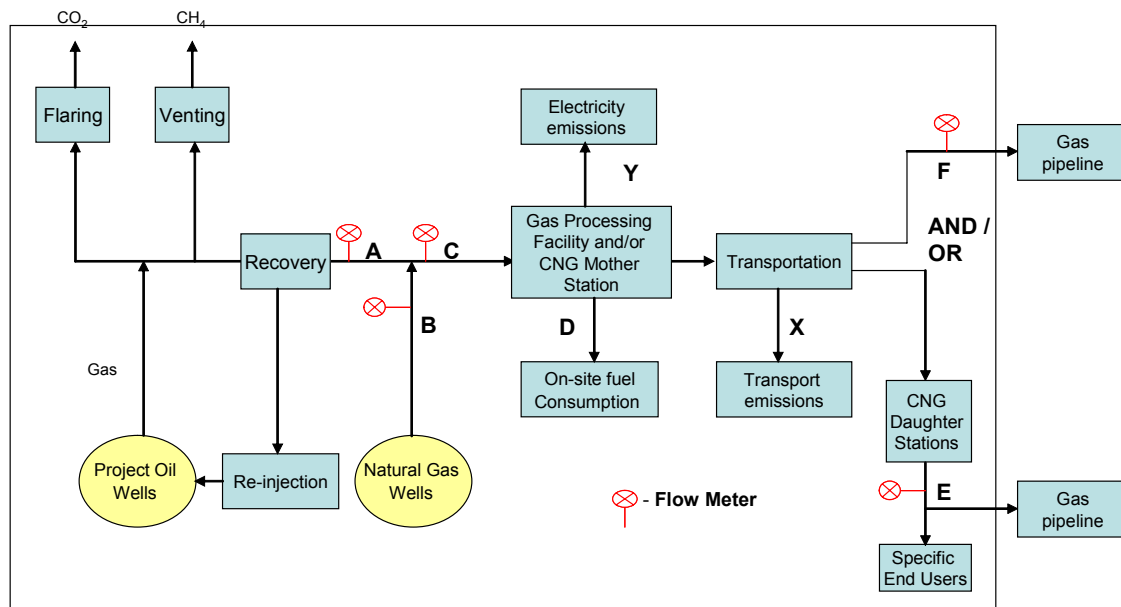 CO2
CH4
Flaring
Venting
Electricity
emissions
Gas
pipeline
F
Y
AND /
OR
Recovery
A
C
Gas Processing
Facility and/or
CNG Mother
Station
Transportation
B
D
X
Gas
On-site fuel
Consumption
Transport
emissions
CNG
Daughter
Stations
Project Oil
Wells
Re-injection
Natural Gas
Wells
- Flow Meter
E
Gas
pipeline
Specific
End Users